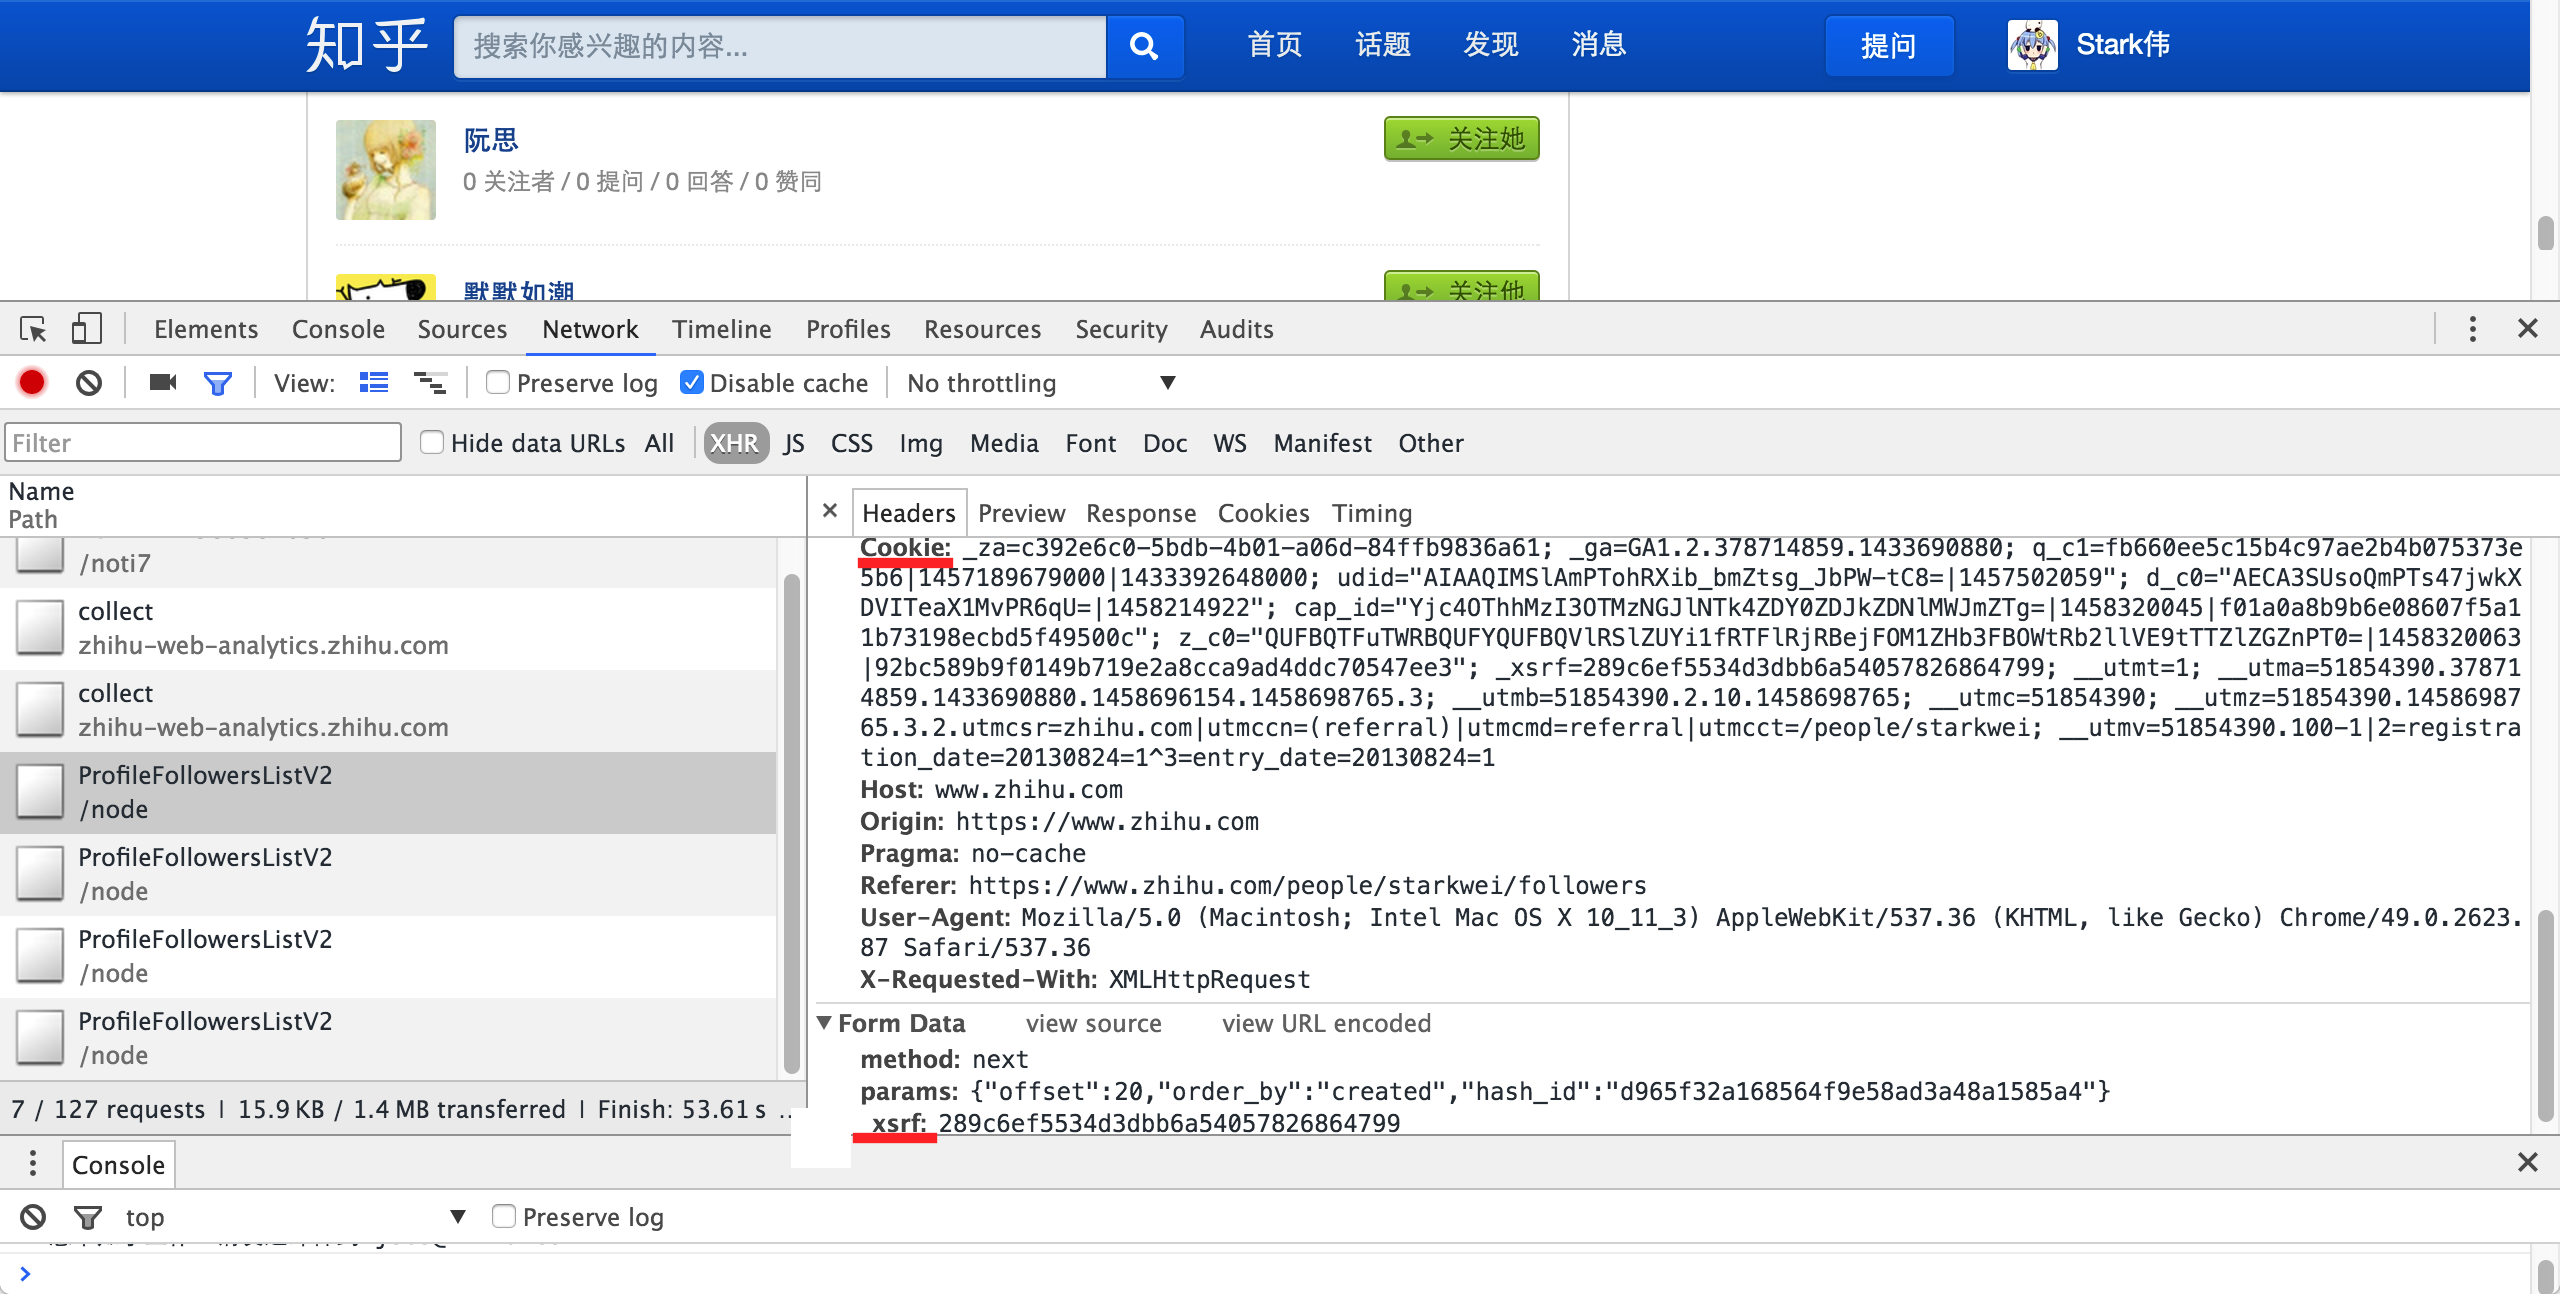 知乎 搜索你感兴趣的内容... 首页 话题 发现 消息 提问 Stark伟
阮思 关注她
0 关注者 / 0 提问 / 0 回答 / 0 赞同
默默如潮 关注他
Elements Console Sources Network Timeline Profiles Resources Security Audits
View: Preserve log Disable cache No throttling
Filter Hide data URLs All XHR JS CSS Img Media Font Doc WS Manifest Other
Name
Path
/noti7
collect
zhihu-web-analytics.zhihu.com
collect
zhihu-web-analytics.zhihu.com
ProfileFollowersListV2
/node
ProfileFollowersListV2
/node
ProfileFollowersListV2
/node
ProfileFollowersListV2
/node
7 / 127 requests | 15.9 KB / 1.4 MB transferred | Finish: 53.61 s ...
× Headers Preview Response Cookies Timing
Cookie: _za=c392e6c0-5bdb-4b01-a06d-84ffb9836a61; _ga=GA1.2.378714859.1433690880; q_c1=fb660ee5c15b4c97ae2b4b075373e
5b6|1457189679000|1433392648000; udid="AIAAQIMSlAmPTohRXib_bmZtsg_JbPW-tC8=|1457502059"; d_c0="AECA3SUsoQmPTs47jwkX
DVITeaX1MvPR6qU=|1458214922"; cap_id="Yjc4OThhMzI3OTMzNGJlNTk4ZDY0ZDJkZDNlMWJmZTg=|1458320045|f01a0a8b9b6e08607f5a1
1b73198ecbd5f49500c"; z_c0="QUFBQTFuTWRBQUFYQUFBQVlRSlZUYi1fRTFlRjRBejFOM1ZHb3FBOWtRb2llVE9tTTZlZGZnPT0=|1458320063
|92bc589b9f0149b719e2a8cca9ad4ddc70547ee3"; _xsrf=289c6ef5534d3dbb6a54057826864799; __utmt=1; __utma=51854390.37871
4859.1433690880.1458696154.1458698765.3; __utmb=51854390.2.10.1458698765; __utmc=51854390; __utmz=51854390.14586987
65.3.2.utmcsr=zhihu.com|utmccn=(referral)|utmcmd=referral|utmcct=/people/starkwei; __utmv=51854390.100-1|2=registra
tion_date=20130824=1^3=entry_date=20130824=1
Host: www.zhihu.com
Origin: https://www.zhihu.com
Pragma: no-cache
Referer: https://www.zhihu.com/people/starkwei/followers
User-Agent: Mozilla/5.0 (Macintosh; Intel Mac OS X 10_11_3) AppleWebKit/537.36 (KHTML, like Gecko) Chrome/49.0.2623.
87 Safari/537.36
X-Requested-With: XMLHttpRequest
Form Data view source view URL encoded
method: next
params: {"offset":20,"order_by":"created","hash_id":"d965f32a168564f9e58ad3a48a1585a4"}
_xsrf: 289c6ef5534d3dbb6a54057826864799
Console
top Preserve log